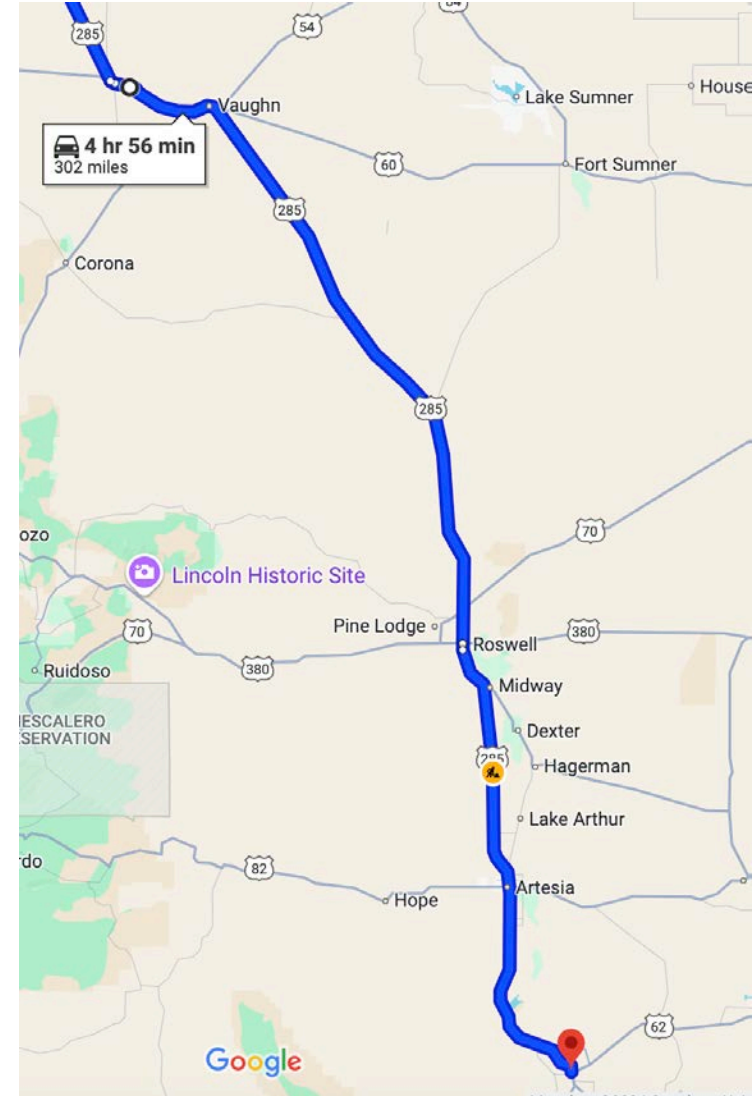 285
54
House
Lake Sumner
Vaughn
4 hr 56 min
302 miles
60
Fort Sumner
285
Corona
285
OZO
70
Lincoln Historic Site
Pine Lodge
70
380
Roswell
Ruidoso
380
Midway
MESCALERO
ESERVATION
Dexter
285
Hagerman
Lake Arthur
do
82
Artesia
Hope
62
Google